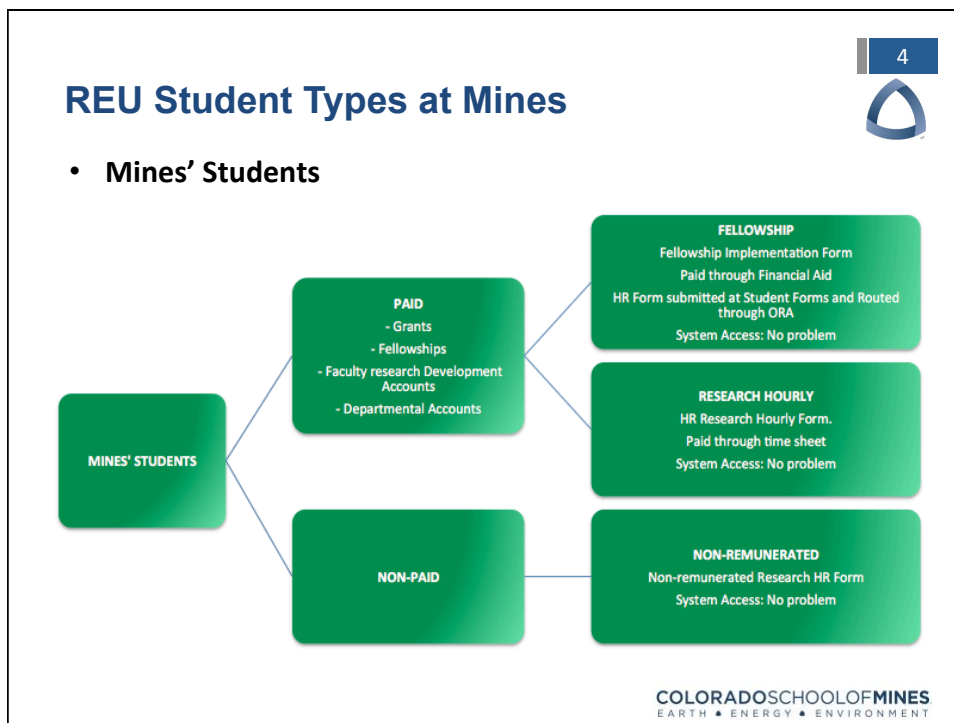 4
REU Student Types at Mines
• Mines' Students
MINES' STUDENTS
PAID
- Grants
- Fellowships
- Faculty research Development
Accounts
- Departmental Accounts
NON-PAID
FELLOWSHIP
Fellowship Implementation Form
Paid through Financial Aid
HR Form submitted at Student Forms and Routed
through ORA
System Access: No problem
RESEARCH HOURLY
HR Research Hourly Form.
Paid through time sheet
System Access: No problem
NON-REMUNERATED
Non-remunerated Research HR Form
System Access: No problem
COLORADOSCHOOLOFMINES
EARTH • ENERGY • ENVIRONMENT